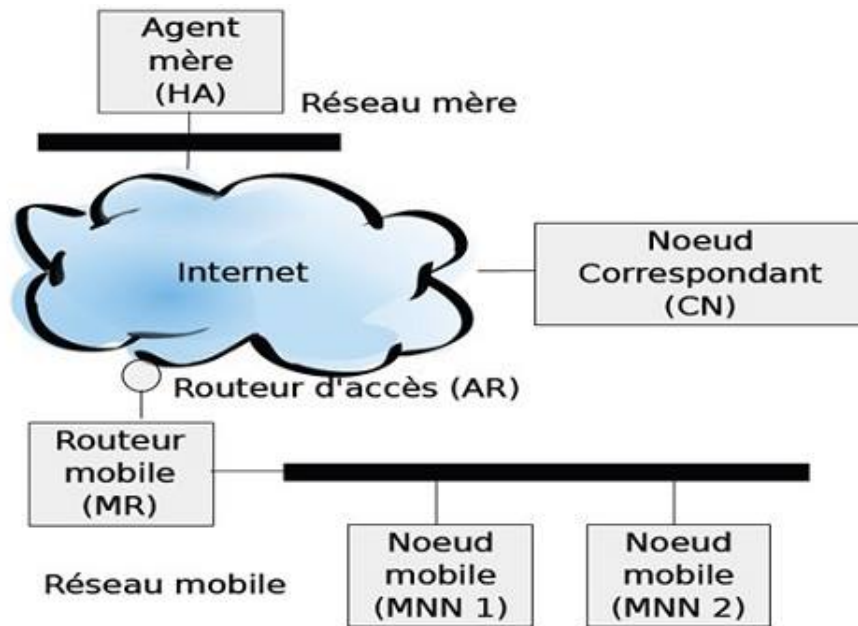 Agent
mère
(HA)
Réseau mère
Internet
Noeud
Correspondant
(CN)
Routeur d'accès (AR)
Routeur
mobile
(MR)
Noeud
mobile
(MNN 1)
Noeud
mobile
(MNN 2)
Réseau mobile